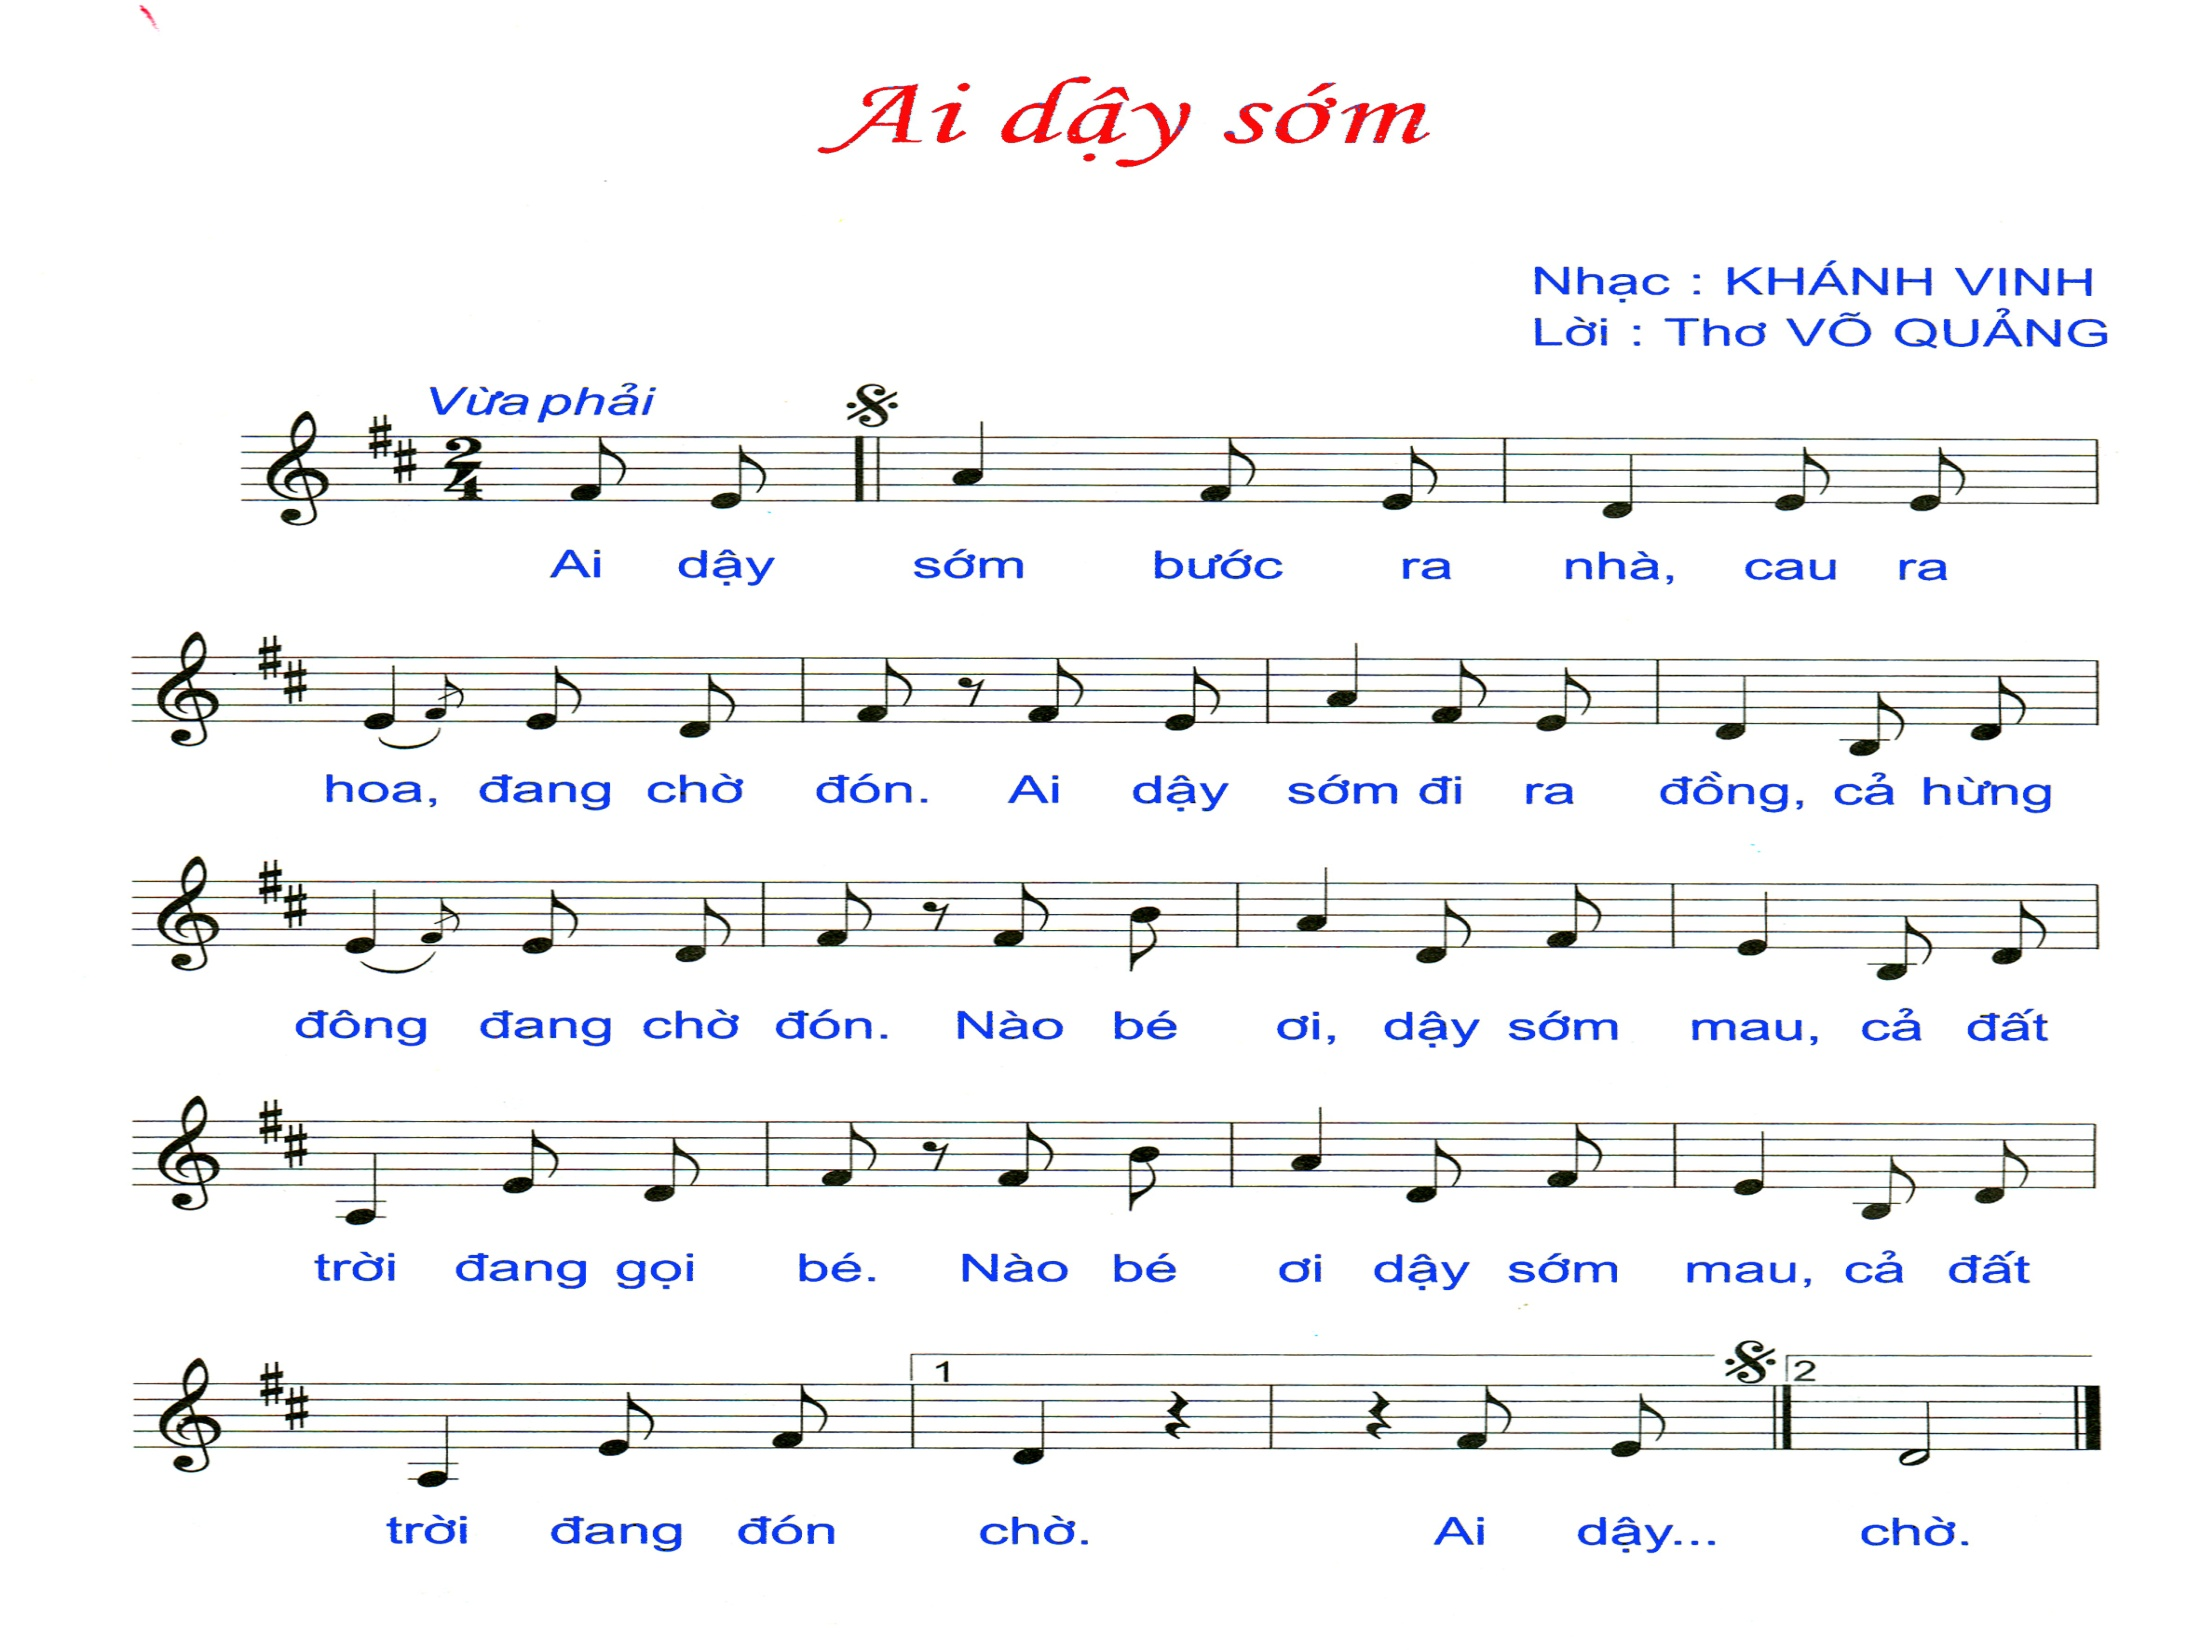 Ai dậy sớm
Nhạc : KHÁNH VINH
Lời : Thơ VÕ QUẢNG
Vừa phải
2
4
Ai dậy sớm bước ra nhà, cau ra
hoa, đang chờ đón. Ai dậy sớm đi ra đồng, cả hừng
đông đang chờ đón. Nào bé ơi, dậy sớm mau, cả đất
trời đang gọi bé. Nào bé ơi dậy sớm mau, cả đất
1 2
trời đang đón chờ. Ai dậy... chờ.